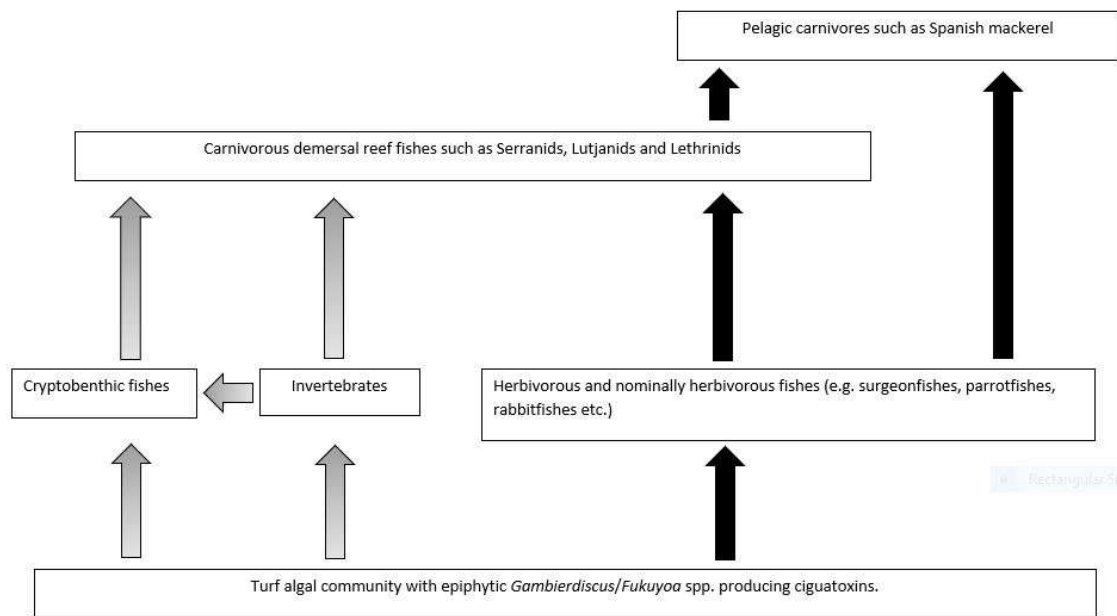 Pelagic carnivores such as Spanish mackerel
Carnivorous demersal reef fishes such as Serranids, Lutjanids and Lethrinids
Cryptobenthic fishes
Invertebrates
Herbivorous and nominally herbivorous fishes (e.g. surgeonfishes, parrotfishes,
rabbitfishes etc.)
Rectangular
Turf algal community with epiphytic Gambierdiscus/Fukuyoa spp. producing ciguatoxins.